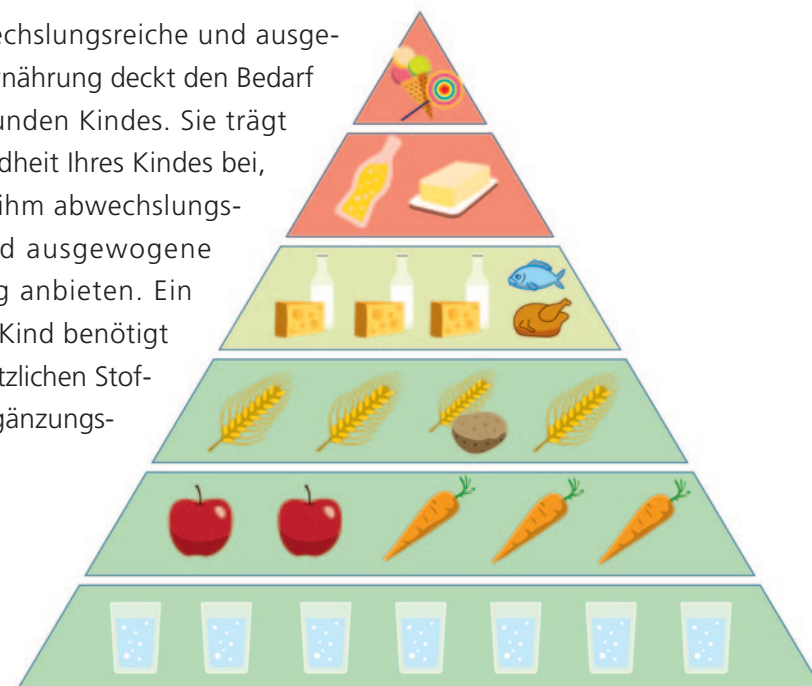 echslungsreiche und ausge-
rnährung deckt den Bedarf
unden Kindes. Sie trägt
dheit Ihres Kindes bei,
ihm abwechslungs-
d ausgewogene
g anbieten. Ein
Kind benötigt
tzlichen Stof-
gänzungs-